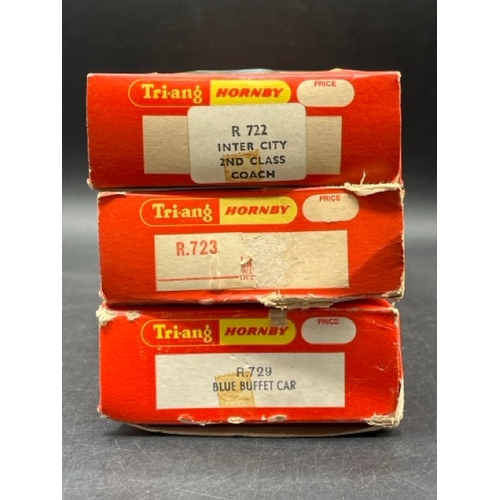 Tri-ang HORNBY PRICE
R 722
INTER CITY
2ND CLASS
COACH
Tri-ang HORNBY PRICE
R.723
Tri-ang HORNBY PRICE
R.729
BLUE BUFFET CAR